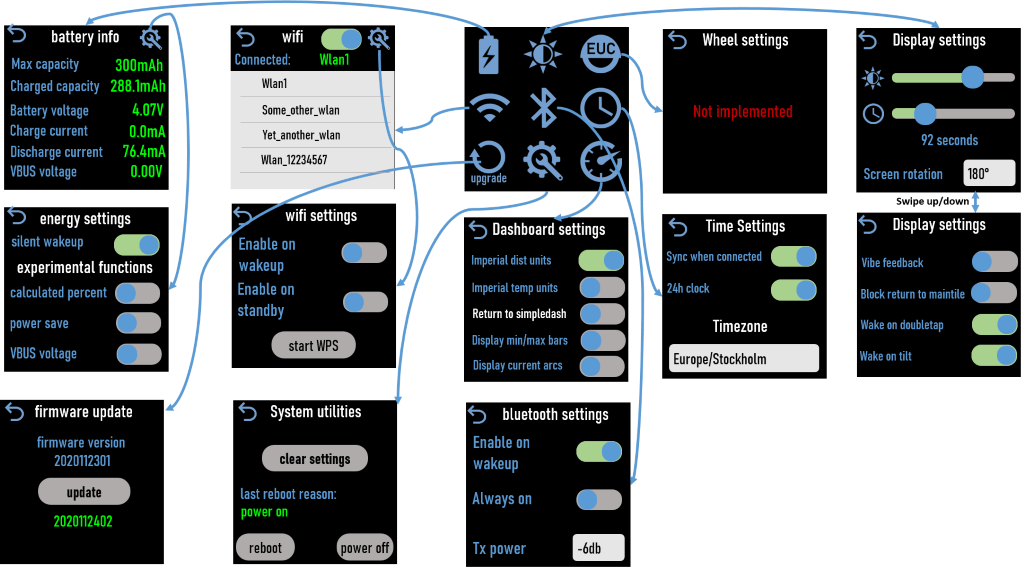 battery info
Max capacity 300mAh
Charged capacity 288.1mAh
Battery voltage 4.07V
Charge current 0.0mA
Discharge current 76.4mA
VBUS voltage 0.00V
wifi
Connected: Wlan1
Wlan1
Some_other_wlan
Yet_another_wlan
Wlan_12234567
EUC
upgrade
Wheel settings
Not implemented
Display settings
92 seconds
Screen rotation 180°
Swipe up/down
energy settings
silent wakeup
experimental functions
calculated percent
power save
VBUS voltage
wifi settings
Enable on
wakeup
Enable on
standby
start WPS
Dashboard settings
Imperial dist units
Imperial temp units
Return to simpledash
Display min/max bars
Display current arcs
Time Settings
Sync when connected
24h clock
Timezone
Europe/Stockholm
Display settings
Vibe feedback
Block return to maintile
Wake on doubletap
Wake on tilt
firmware update
firmware version
2020112301
update
2020112402
System utilities
clear settings
last reboot reason:
power on
reboot power off
bluetooth settings
Enable on
wakeup
Always on
Tx power -6db